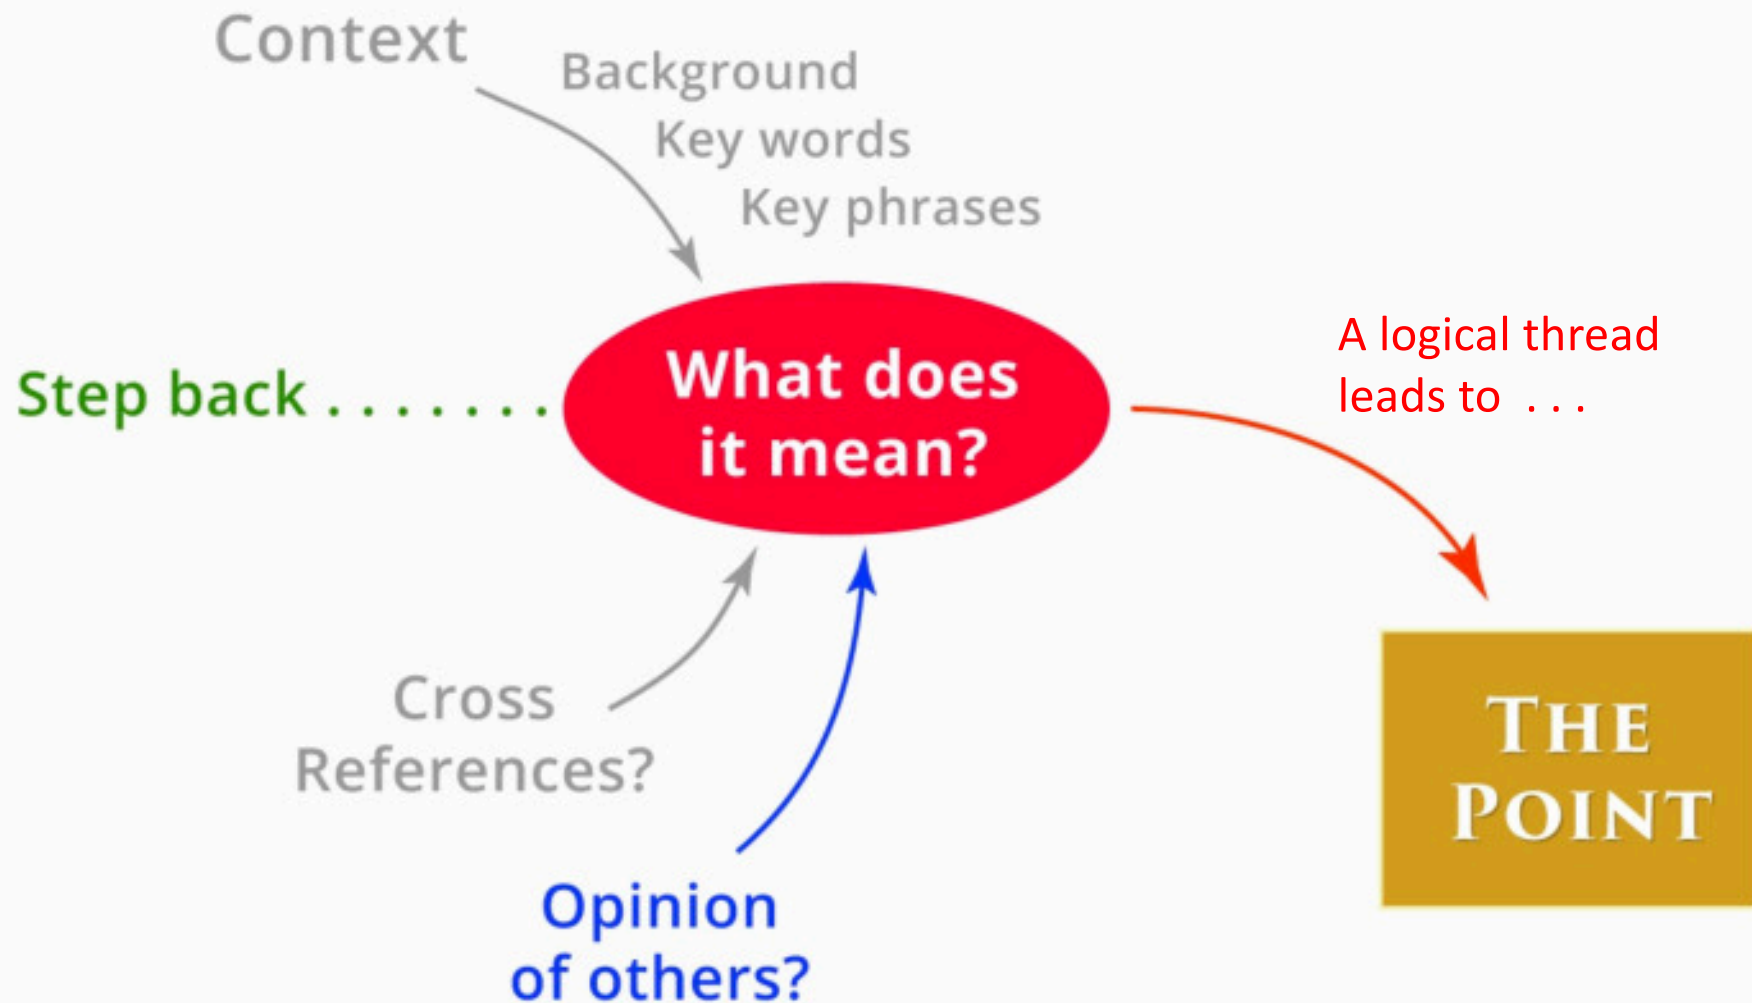 Context
Background
Key words
Key phrases
Step back . . . . . . .
What does
it mean?
A logical thread
leads to . . .
Cross
References?
Opinion
of others?
THE
POINT